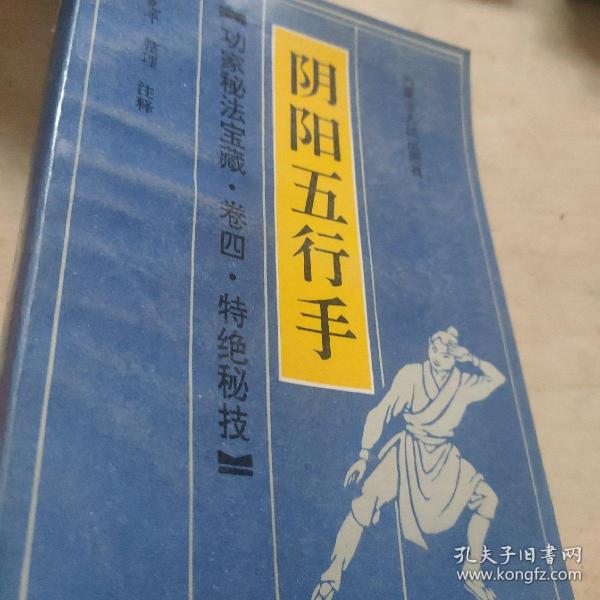 阴阳五行手
【功家秘法宝藏·卷四·特绝秘技】
整理 注释
孔夫子旧书网
www.kongfz.com